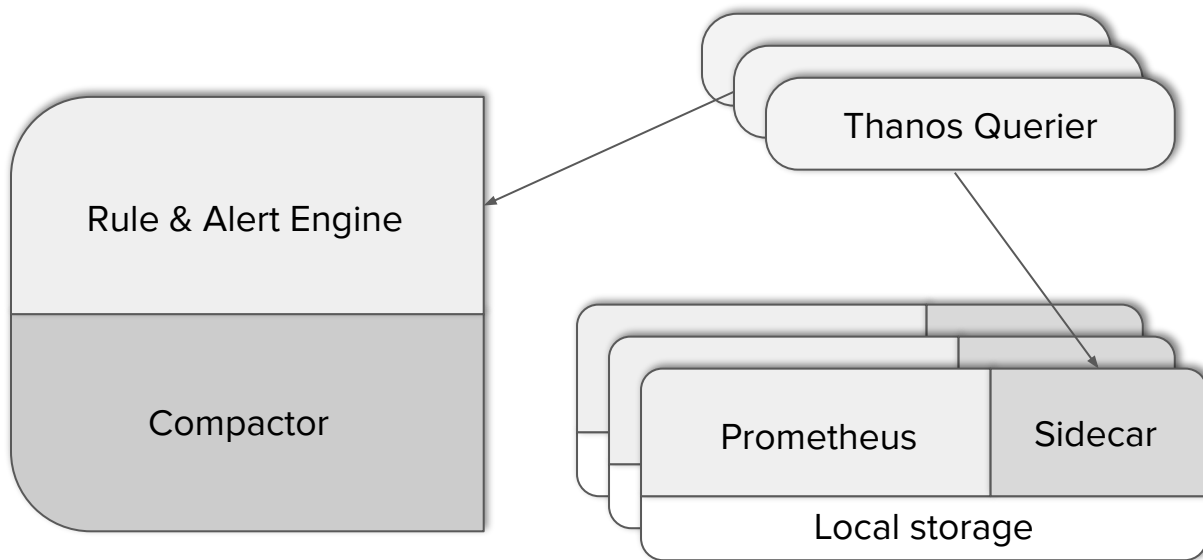 Thanos Querier
Rule & Alert Engine
Compactor
Prometheus
Sidecar
Local storage